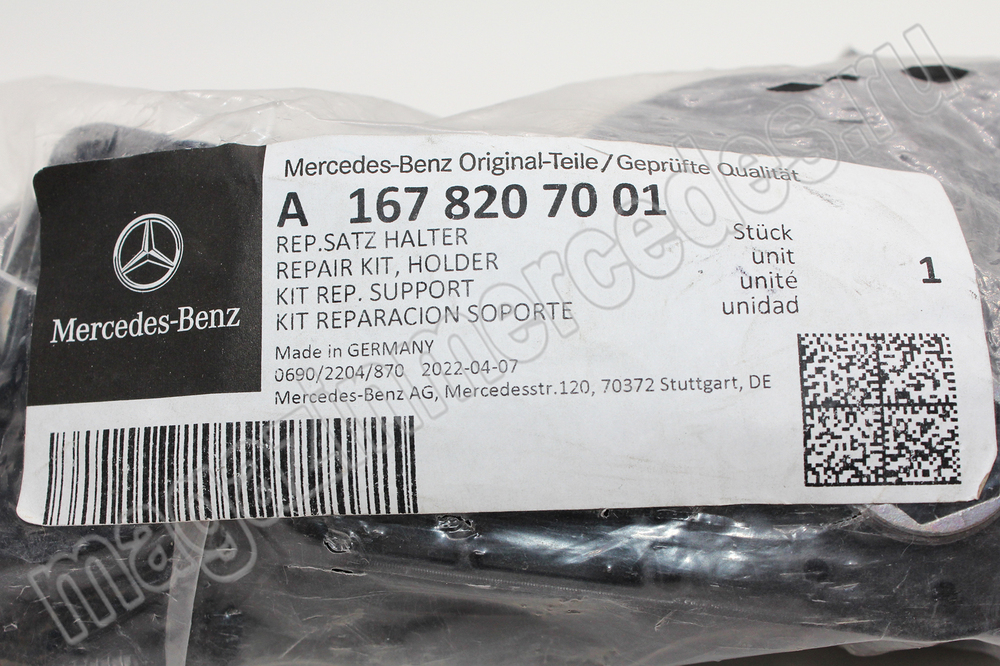 Mercedes-Benz Original-Teile/Geprüfte Qualität
A 167 820 70 01
REP.SATZ HALTER
REPAIR KIT, HOLDER
KIT REP. SUPPORT
KIT REPARACION SOPORTE
Stück
unit
unité
unidad
1
Made in GERMANY
0690/2204/870 2022-04-07
Mercedes-Benz AG, Mercedesstr.120, 70372 Stuttgart, DE
Mercedes-Benz
magazinmercedes.ru